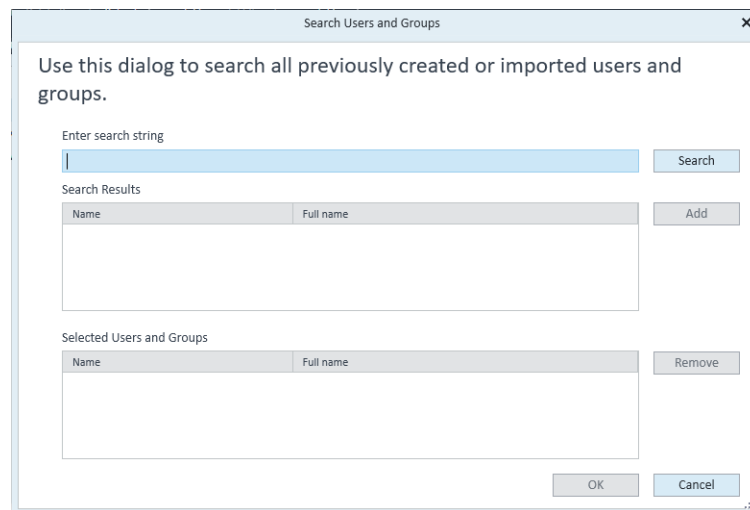 Search Users and Groups
Use this dialog to search all previously created or imported users and
groups.
Enter search string
Search
Search Results
Name Full name
Add
Selected Users and Groups
Name Full name
Remove
OK Cancel